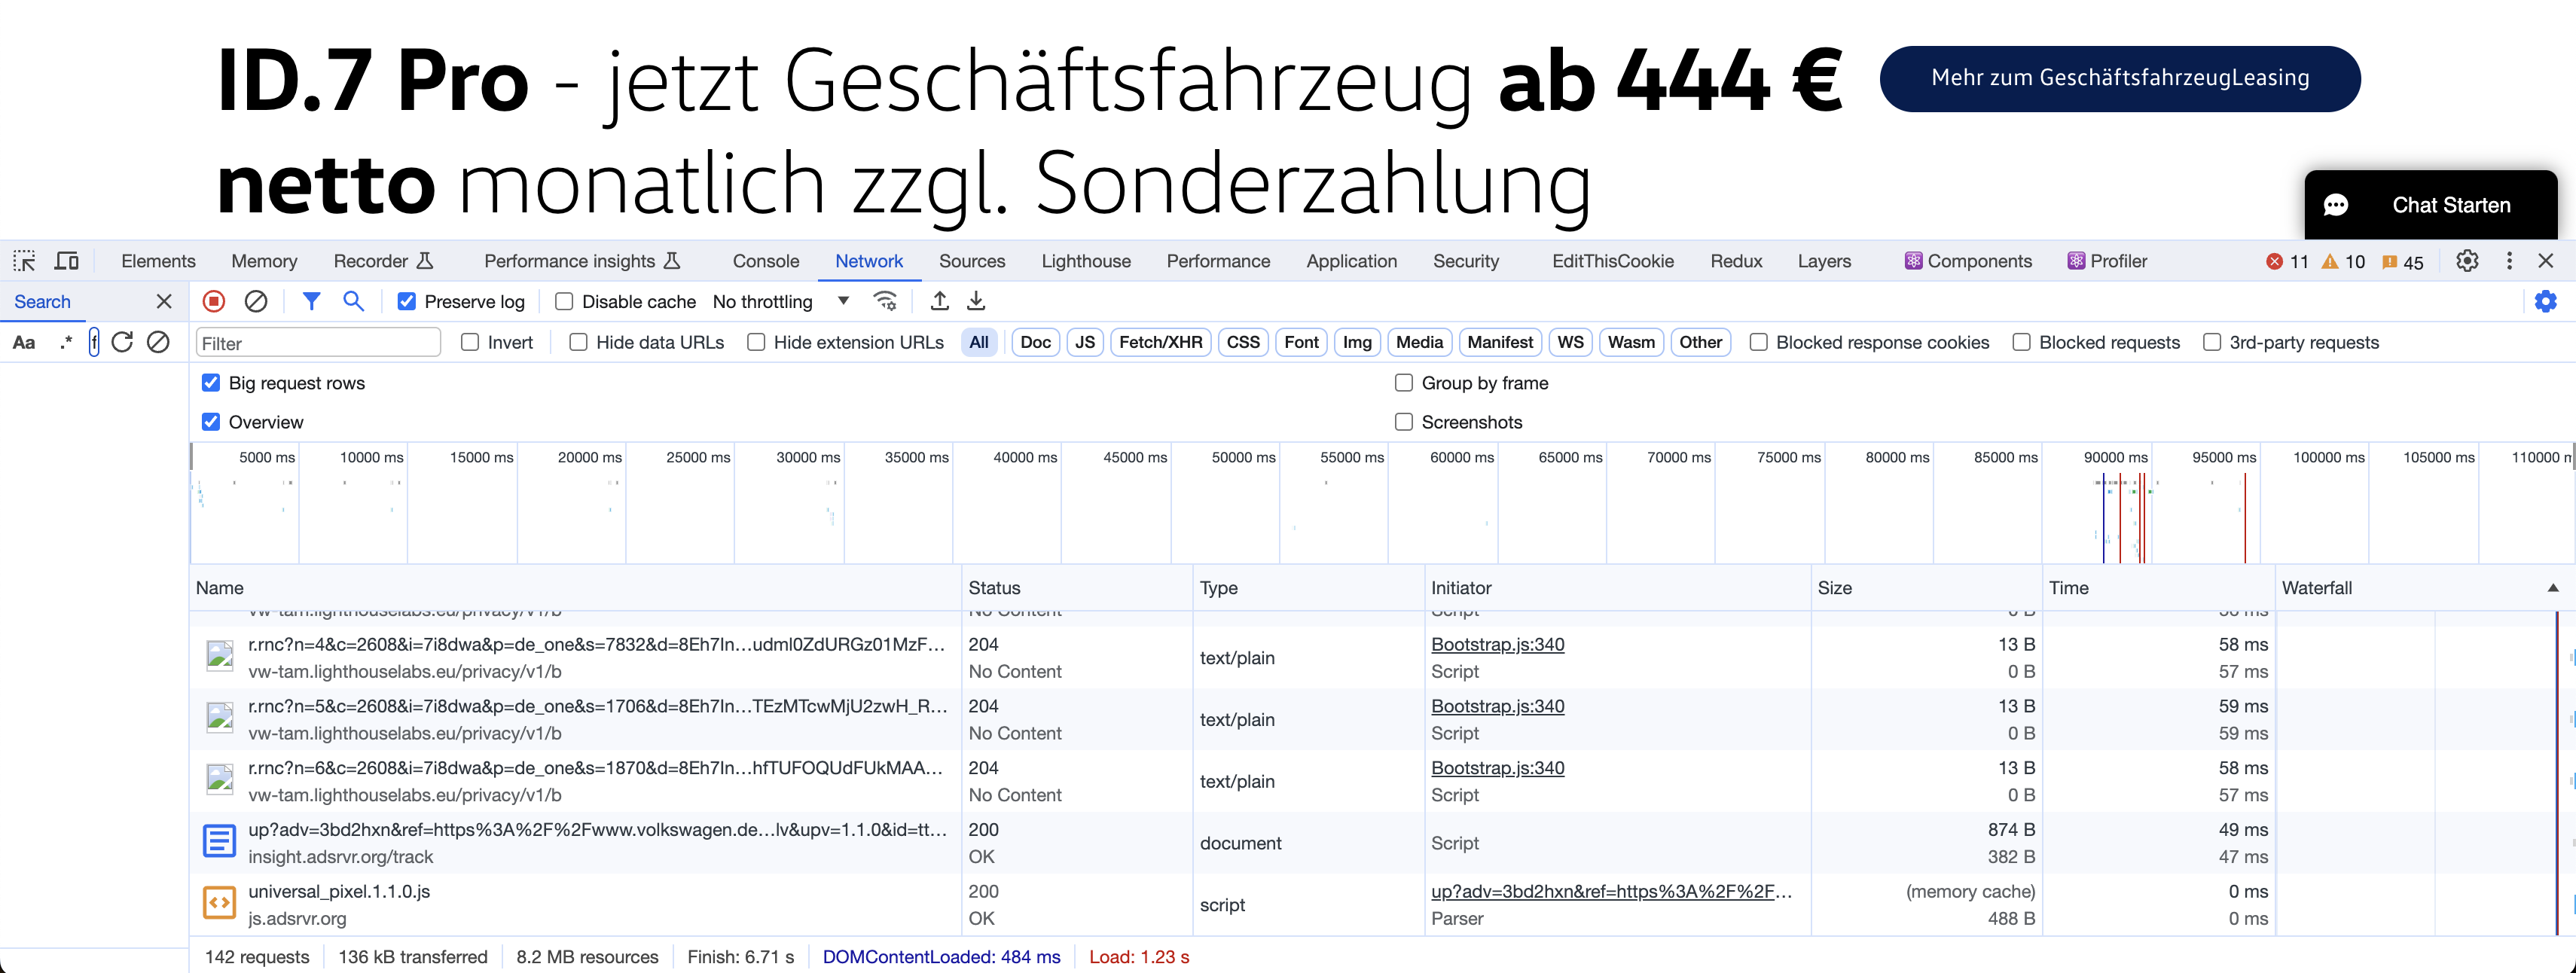 ID.7 Pro - jetzt Geschäftsfahrzeug ab 444 €
netto monatlich zzgl. Sonderzahlung
Mehr zum GeschäftsfahrzeugLeasing
Chat Starten
Elements Memory Recorder Performance insights Console Network Sources Lighthouse Performance Application Security EditThisCookie Redux Layers Components Profiler 11 10 45
Search
Preserve log Disable cache No throttling
Aa .* f
Filter Invert Hide data URLs Hide extension URLs All Doc JS Fetch/XHR CSS Font Img Media Manifest WS Wasm Other Blocked response cookies Blocked requests 3rd-party requests
Big request rows Group by frame
Overview Screenshots
5000 ms 10000 ms 15000 ms 20000 ms 25000 ms 30000 ms 35000 ms 40000 ms 45000 ms 50000 ms 55000 ms 60000 ms 65000 ms 70000 ms 75000 ms 80000 ms 85000 ms 90000 ms 95000 ms 100000 ms 105000 ms 110000
Name Status Type Initiator Size Time Waterfall
vw-tam.lighthouselabs.eu/privacy/v1/b No Content Script 0 B
r.rnc?n=4&c=2608&i=7i8dwa&p=de_one&s=7832&d=8Eh7In…udml0ZdURGz01MzF… 204 text/plain Bootstrap.js:340 13 B 58 ms
vw-tam.lighthouselabs.eu/privacy/v1/b No Content Script 0 B 57 ms
r.rnc?n=5&c=2608&i=7i8dwa&p=de_one&s=1706&d=8Eh7In…TEzMTcwMjU2zwH_R… 204 text/plain Bootstrap.js:340 13 B 59 ms
vw-tam.lighthouselabs.eu/privacy/v1/b No Content Script 0 B 59 ms
r.rnc?n=6&c=2608&i=7i8dwa&p=de_one&s=1870&d=8Eh7In…hfTUFOQUdFUkMAA… 204 text/plain Bootstrap.js:340 13 B 58 ms
vw-tam.lighthouselabs.eu/privacy/v1/b No Content Script 0 B 57 ms
up?adv=3bd2hxn&ref=https%3A%2F%2Fwww.volkswagen.de…lv&upv=1.1.0&id=tt… 200 document Script 874 B 49 ms
insight.adsrvr.org/track OK 382 B 47 ms
universal_pixel.1.1.0.js 200 script up?adv=3bd2hxn&ref=https%3A%2F%2F… (memory cache) 0 ms
js.adsrvr.org OK Parser 488 B 0 ms
142 requests 136 kB transferred 8.2 MB resources Finish: 6.71 s DOMContentLoaded: 484 ms Load: 1.23 s